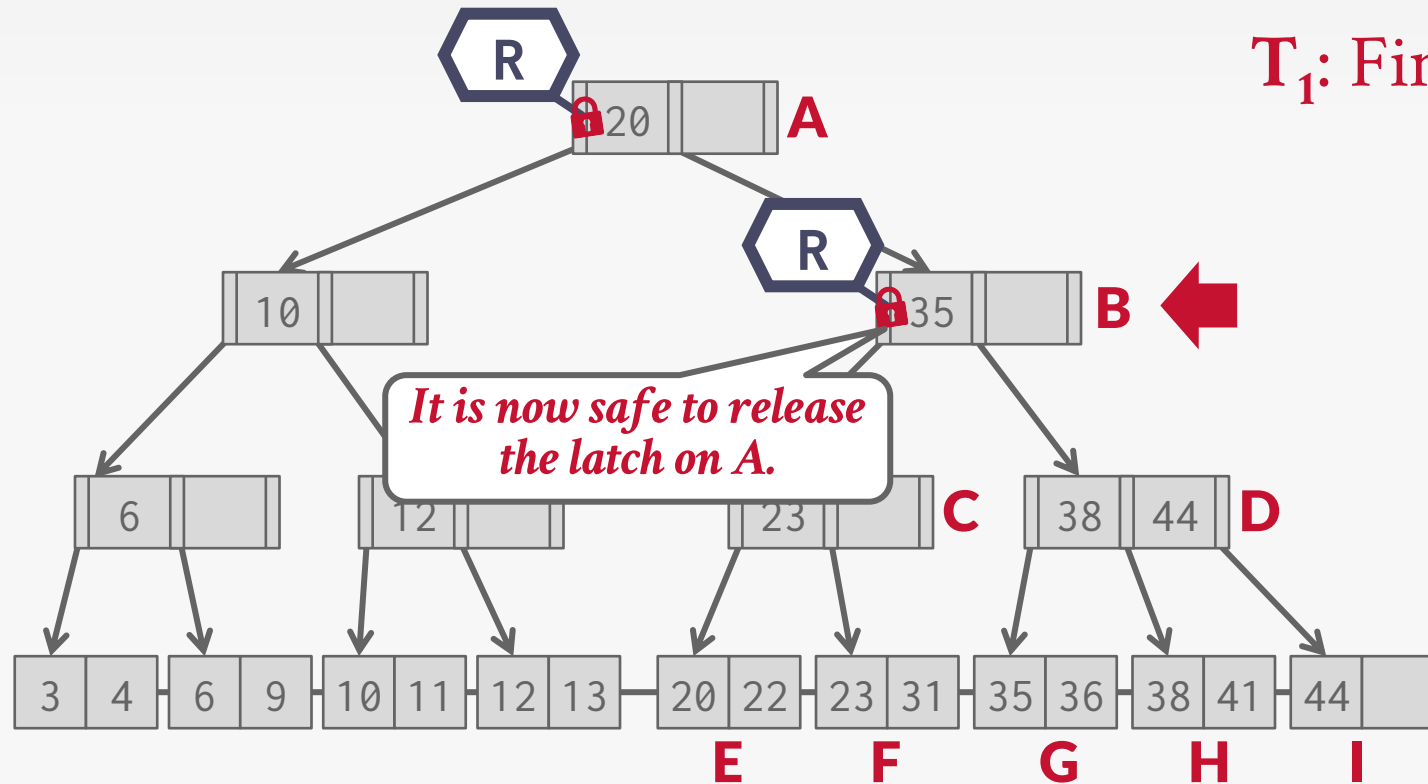 R
T1: Fir
20 A
R
10
35 B
It is now safe to release
the latch on A.
6
12
23 C
38 44 D
3 4 6 9 10 11 12 13 20 22 23 31 35 36 38 41 44
E F G H I